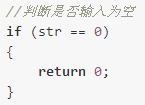 //判断是否输入为空
if (str == 0)
{
    return 0;
}